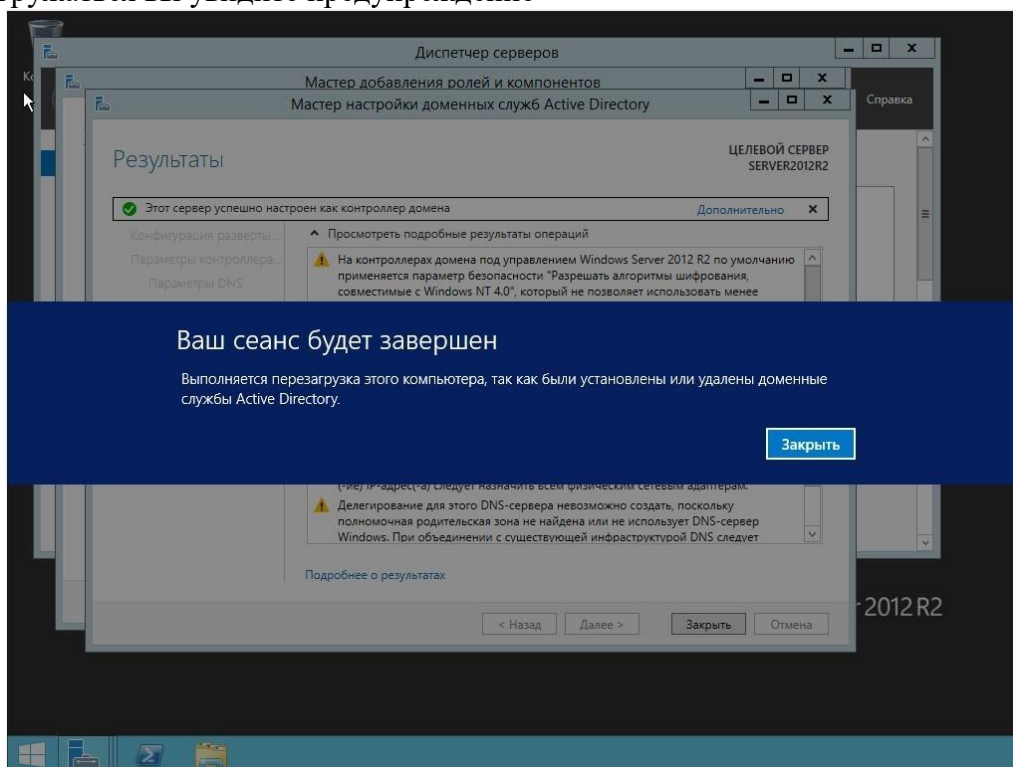 вы увидите предупреждение
Диспетчер серверов
Мастер добавления ролей и компонентов
Мастер настройки доменных служб Active Directory
Справка
Результаты
ЦЕЛЕВОЙ СЕРВЕР
SERVER2012R2
Этот сервер успешно настроен как контроллер домена
Дополнительно
Конфигурация разверты...
Параметры контроллера...
Параметры DNS
Просмотреть подробные результаты операций
На контроллерах домена под управлением Windows Server 2012 R2 по умолчанию
применяется параметр безопасности "Разрешать алгоритмы шифрования,
совместимые с Windows NT 4.0", который не позволяет использовать менее
Ваш сеанс будет завершен
Выполняется перезагрузка этого компьютера, так как были установлены или удалены доменные
службы Active Directory.
Закрыть
(-ие) IP-адрес(-а) следует назначить всем физическим сетевым адаптерам.
Делегирование для этого DNS-сервера невозможно создать, поскольку
полномочная родительская зона не найдена или не использует DNS-сервер
Windows. При объединении с существующей инфраструктурой DNS следует
Подробнее о результатах
2012 R2
< Назад
Далее >
Закрыть
Отмена